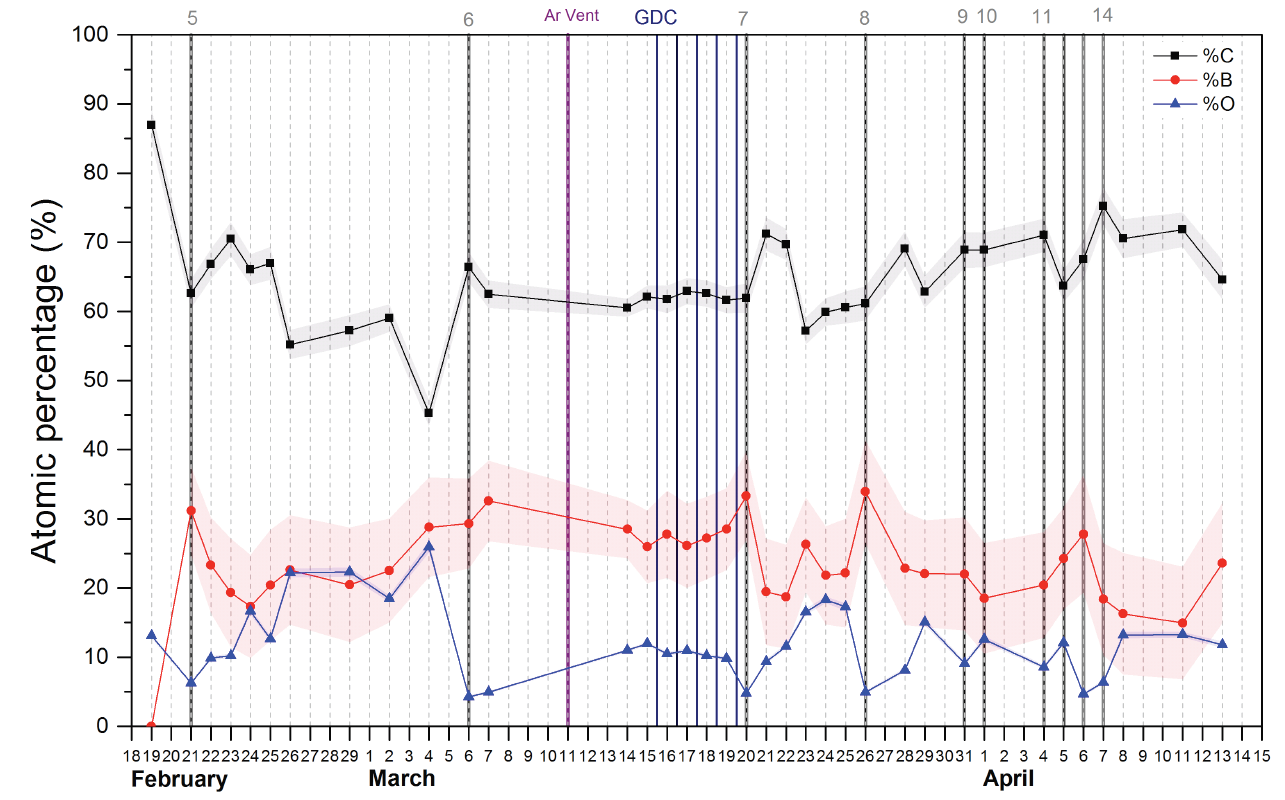 5 6 Ar Vent GDC 7 8 9 10 11 14
%C
%B
%O
Atomic percentage (%)
100
90
80
70
60
50
40
30
20
10
0
18 19 20 21 22 23 24 25 26 27 28 29 1 2 3 4 5 6 7 8 9 10 11 12 13 14 15 16 17 18 19 20 21 22 23 24 25 26 27 28 29 30 31 1 2 3 4 5 6 7 8 9 10 11 12 13 14 15
February March April